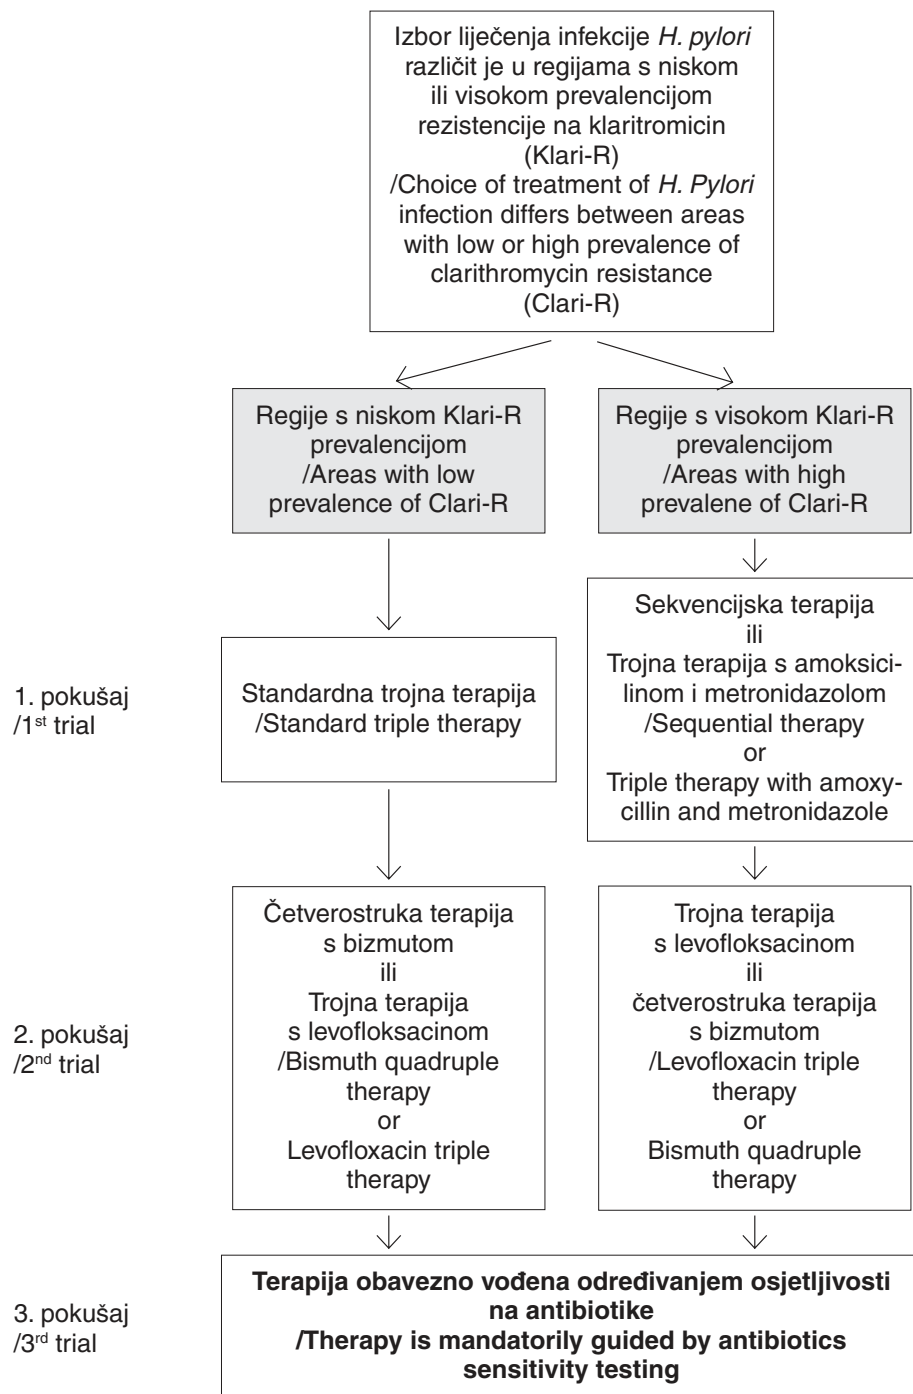 Izbor liječenja infekcije H. pylori
različit je u regijama s niskom
ili visokom prevalencijom
rezistencije na klaritromicin
(Klari-R)
/Choice of treatment of H. Pylori
infection differs between areas
with low or high prevalence of
clarithromycin resistance
(Clari-R)
Regije s niskom Klari-R
prevalencijom
/Areas with low
prevalence of Clari-R
Regije s visokom Klari-R
prevalencijom
/Areas with high
prevalene of Clari-R
1. pokušaj
/1st trial
Standardna trojna terapija
/Standard triple therapy
Sekvencijska terapija
ili
Trojna terapija s amoksici-
linom i metronidazolom
/Sequential therapy
or
Triple therapy with amoxy-
cillin and metronidazole
2. pokušaj
/2nd trial
Četverostruka terapija
s bizmutom
ili
Trojna terapija
s levofloksacinom
/Bismuth quadruple
therapy
or
Levofloxacin triple
therapy
Trojna terapija
s levofloksacinom
ili
četverostruka terapija
s bizmutom
/Levofloxacin triple
therapy
or
Bismuth quadruple
therapy
3. pokušaj
/3rd trial
Terapija obavezno vođena određivanjem osjetljivosti
na antibiotike
/Therapy is mandatorily guided by antibiotics
sensitivity testing